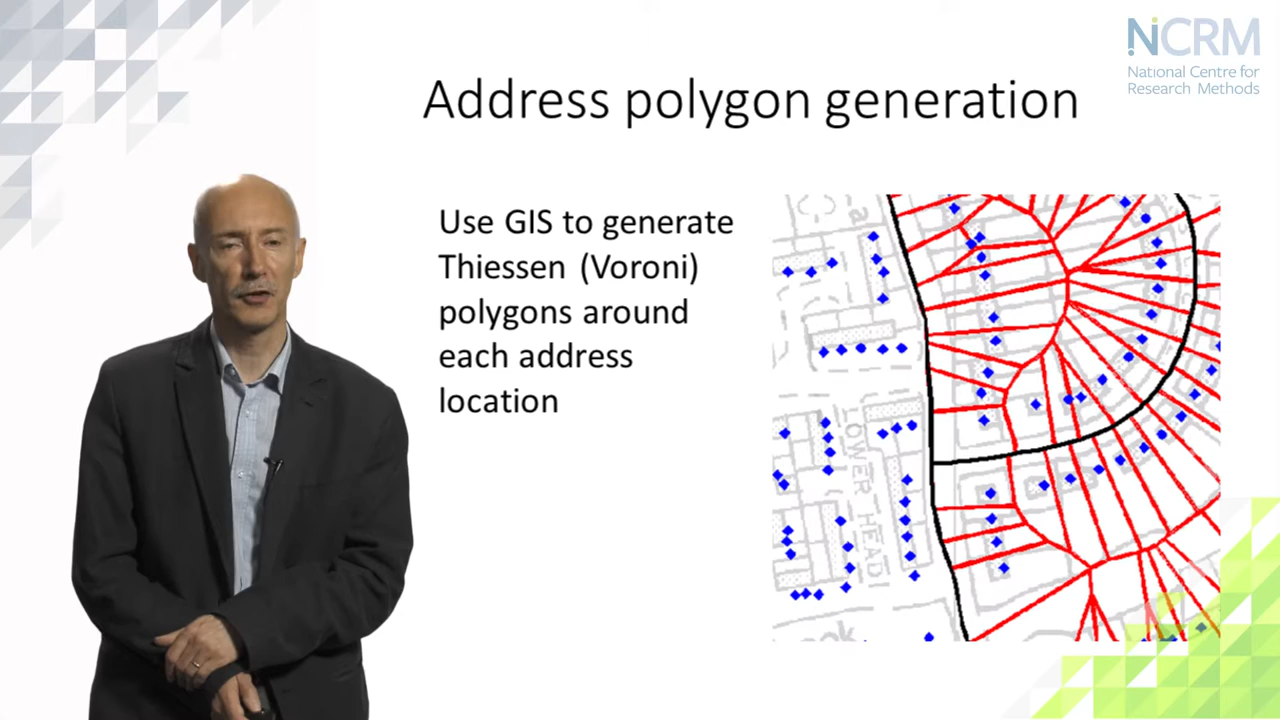 NCRM
National Centre for
Research Methods
Address polygon generation
Use GIS to generate
Thiessen (Voroni)
polygons around
each address
location
a
LOWER HEAD
ok